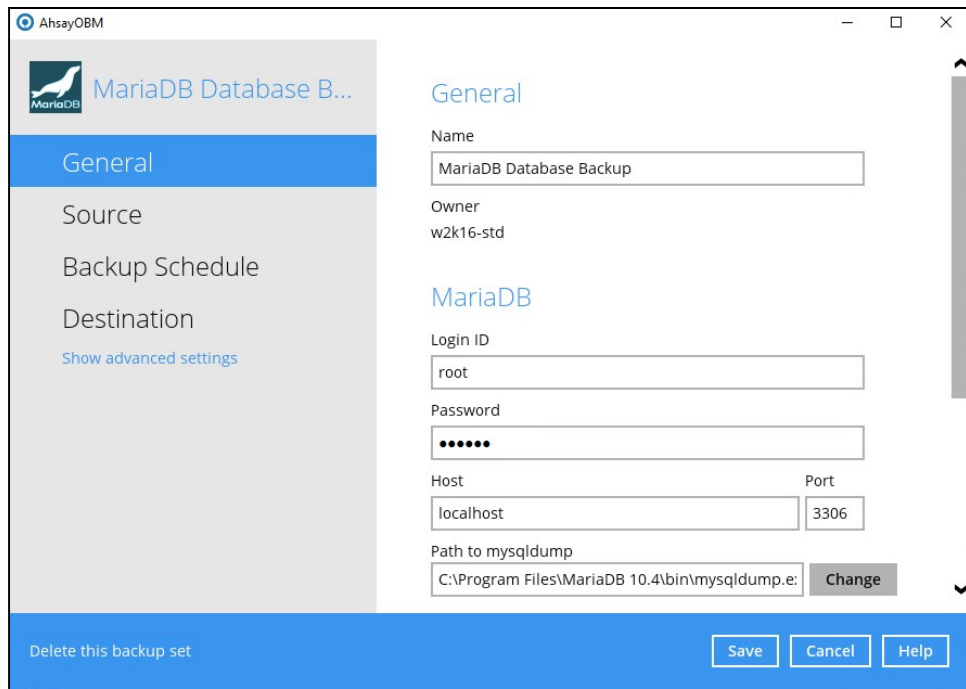 AhsayOBM
MariaDB
MariaDB Database B...
General
Source
Backup Schedule
Destination
Show advanced settings
General
Name
MariaDB Database Backup
Owner
w2k16-std
MariaDB
Login ID
root
Password
••••••
Host Port
localhost 3306
Path to mysqldump
C:\Program Files\MariaDB 10.4\bin\mysqldump.e Change
Delete this backup set Save Cancel Help